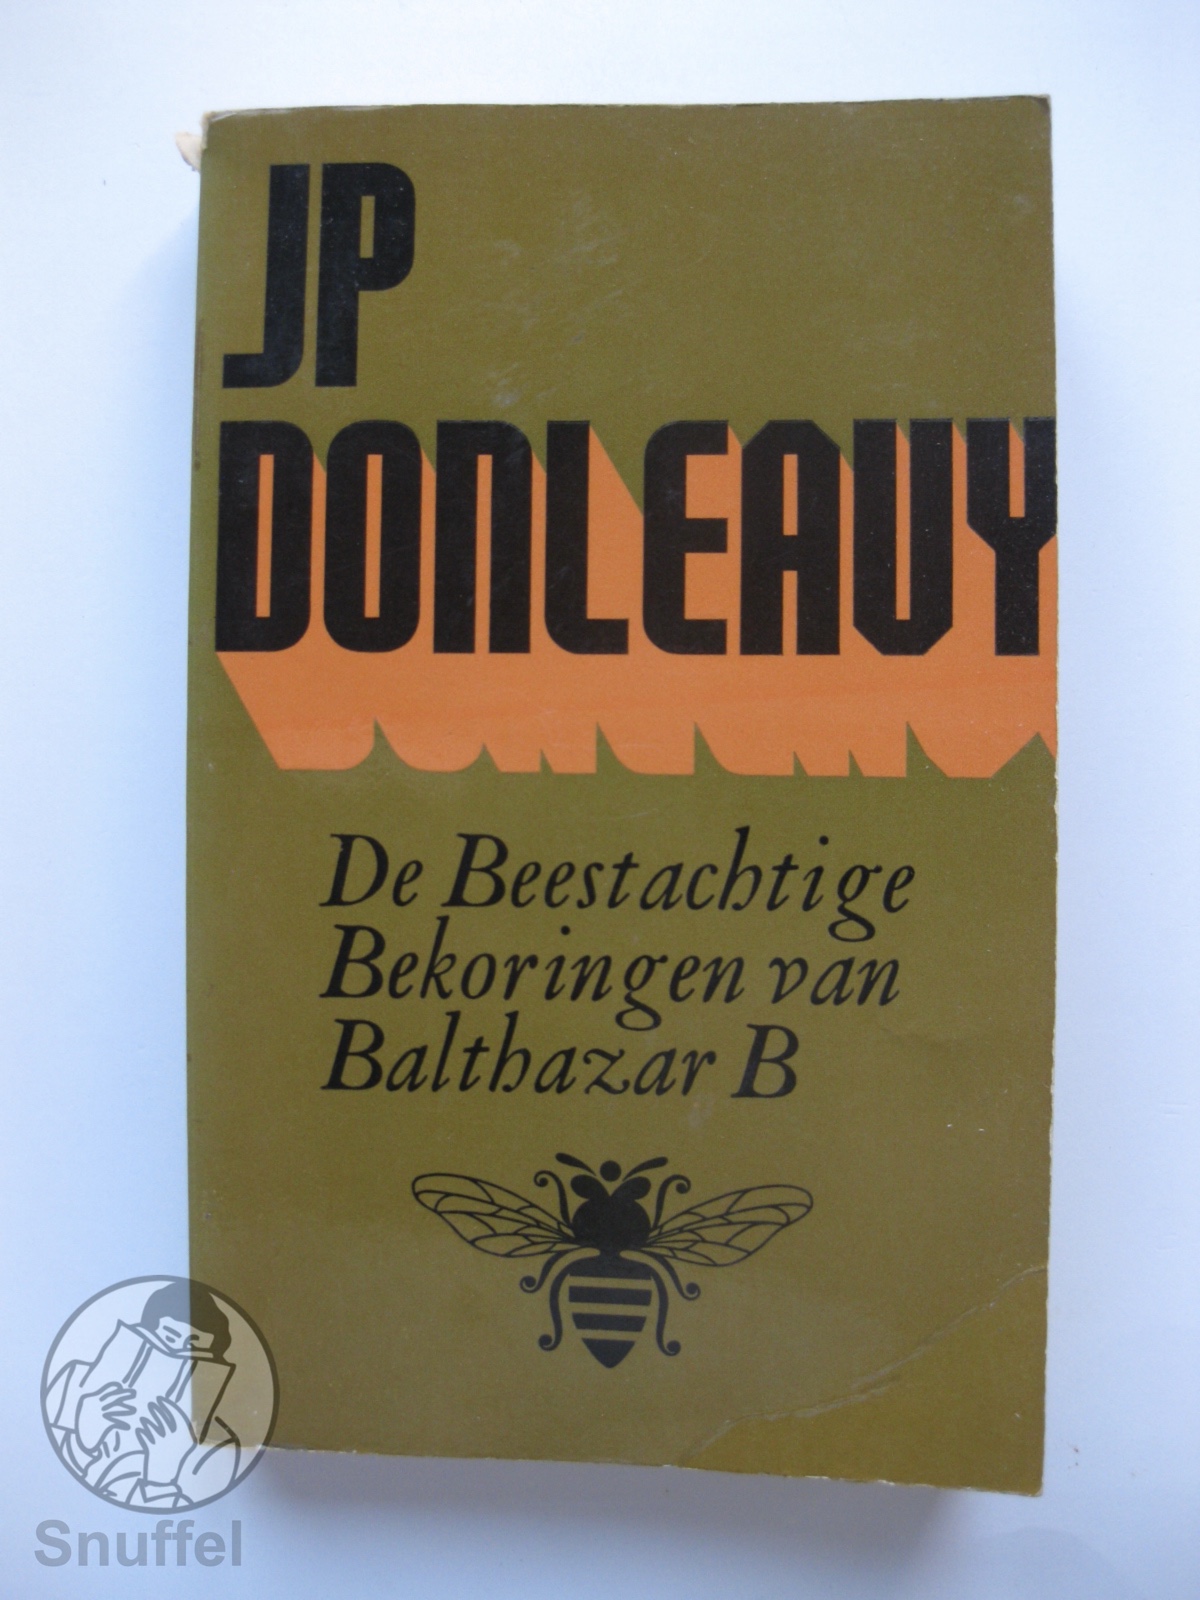 JP
DONLEAVY
De Beestachtige
Bekoringen van
Balthazar B
Snuffel